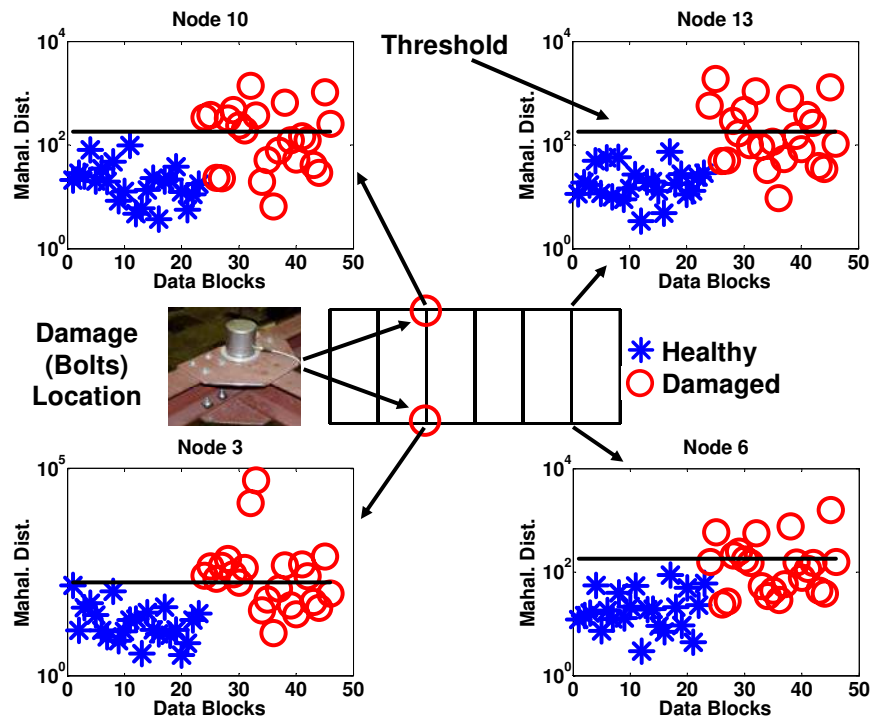 Node 10
Mahal. Dist.
10^4
10^2
10^0
0 10 20 30 40 50
Data Blocks
Node 13
Threshold
Mahal. Dist.
10^4
10^2
10^0
0 10 20 30 40 50
Data Blocks
Damage
(Bolts)
Location
Healthy
Damaged
Node 3
Mahal. Dist.
10^5
10^0
0 10 20 30 40 50
Data Blocks
Node 6
Mahal. Dist.
10^4
10^2
10^0
0 10 20 30 40 50
Data Blocks